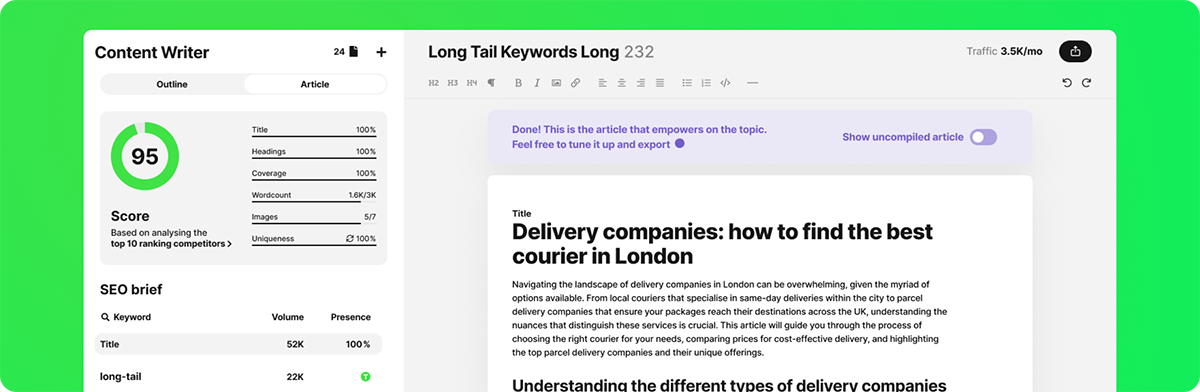 Content Writer
24
Outline
Article
95
Score
Based on analysing the
top 10 ranking competitors
Title 100%
Headings 100%
Coverage 100%
Wordcount 1.6K/3K
Images 5/7
Uniqueness 100%
SEO brief
Keyword Volume Presence
Title 52K 100%
long-tail 22K T
Long Tail Keywords Long 232
Traffic 3.5K/mo
H2 H3 H4 ¶ B I
Done! This is the article that empowers on the topic.
Feel free to tune it up and export
Show uncompiled article
Title
Delivery companies: how to find the best
courier in London
Navigating the landscape of delivery companies in London can be overwhelming, given the myriad of
options available. From local couriers that specialise in same-day deliveries within the city to parcel
delivery companies that ensure your packages reach their destinations across the UK, understanding the
nuances that distinguish these services is crucial. This article will guide you through the process of
choosing the right courier for your needs, comparing prices for cost-effective delivery, and highlighting
the top parcel delivery companies and their unique offerings.
Understanding the different types of delivery companies